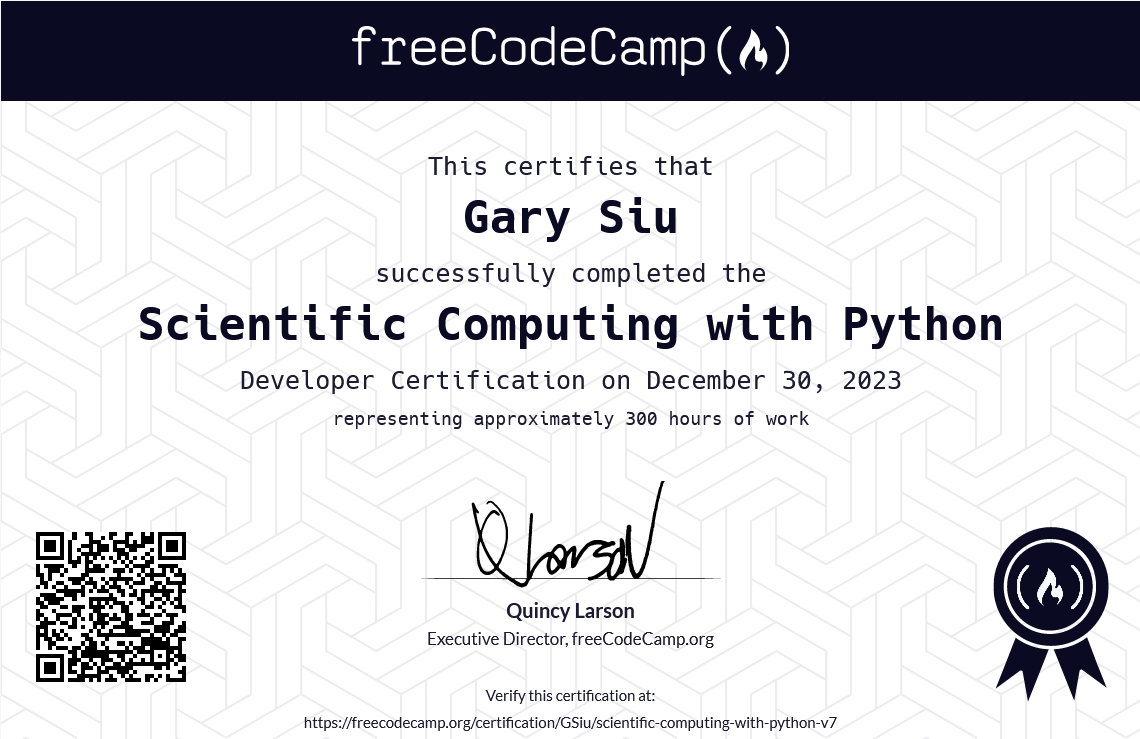 freeCodeCamp(🔥)
This certifies that
Gary Siu
successfully completed the
Scientific Computing with Python
Developer Certification on December 30, 2023
representing approximately 300 hours of work
Q Larson
Quincy Larson
Executive Director, freeCodeCamp.org
Verify this certification at:
https://freecodecamp.org/certification/GSiu/scientific-computing-with-python-v7